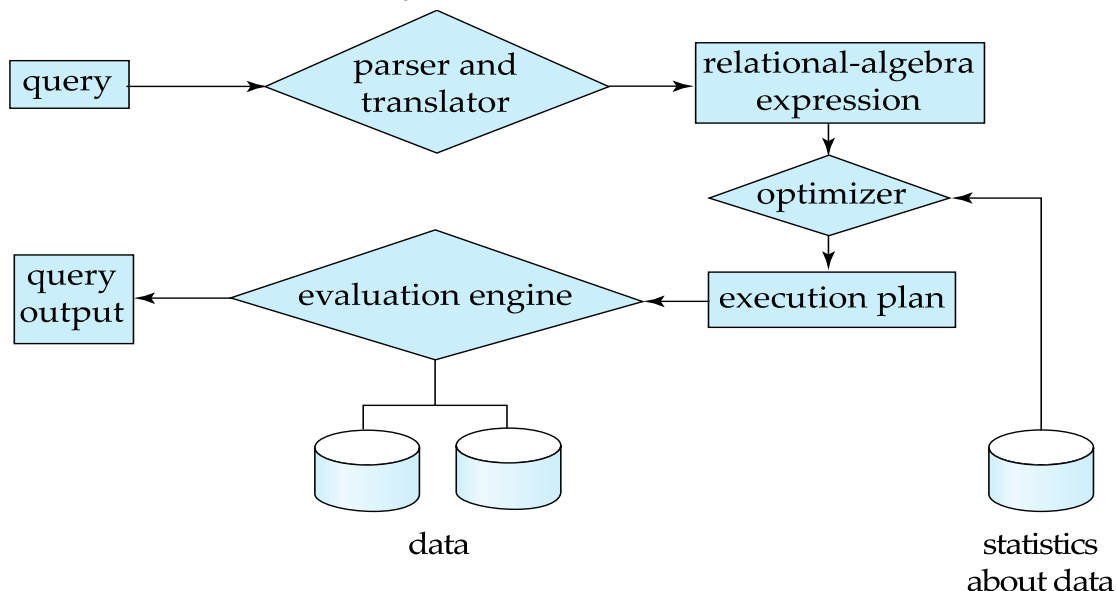 query
parser and
translator
relational-algebra
expression
optimizer
query
output
evaluation engine
execution plan
data
statistics
about data